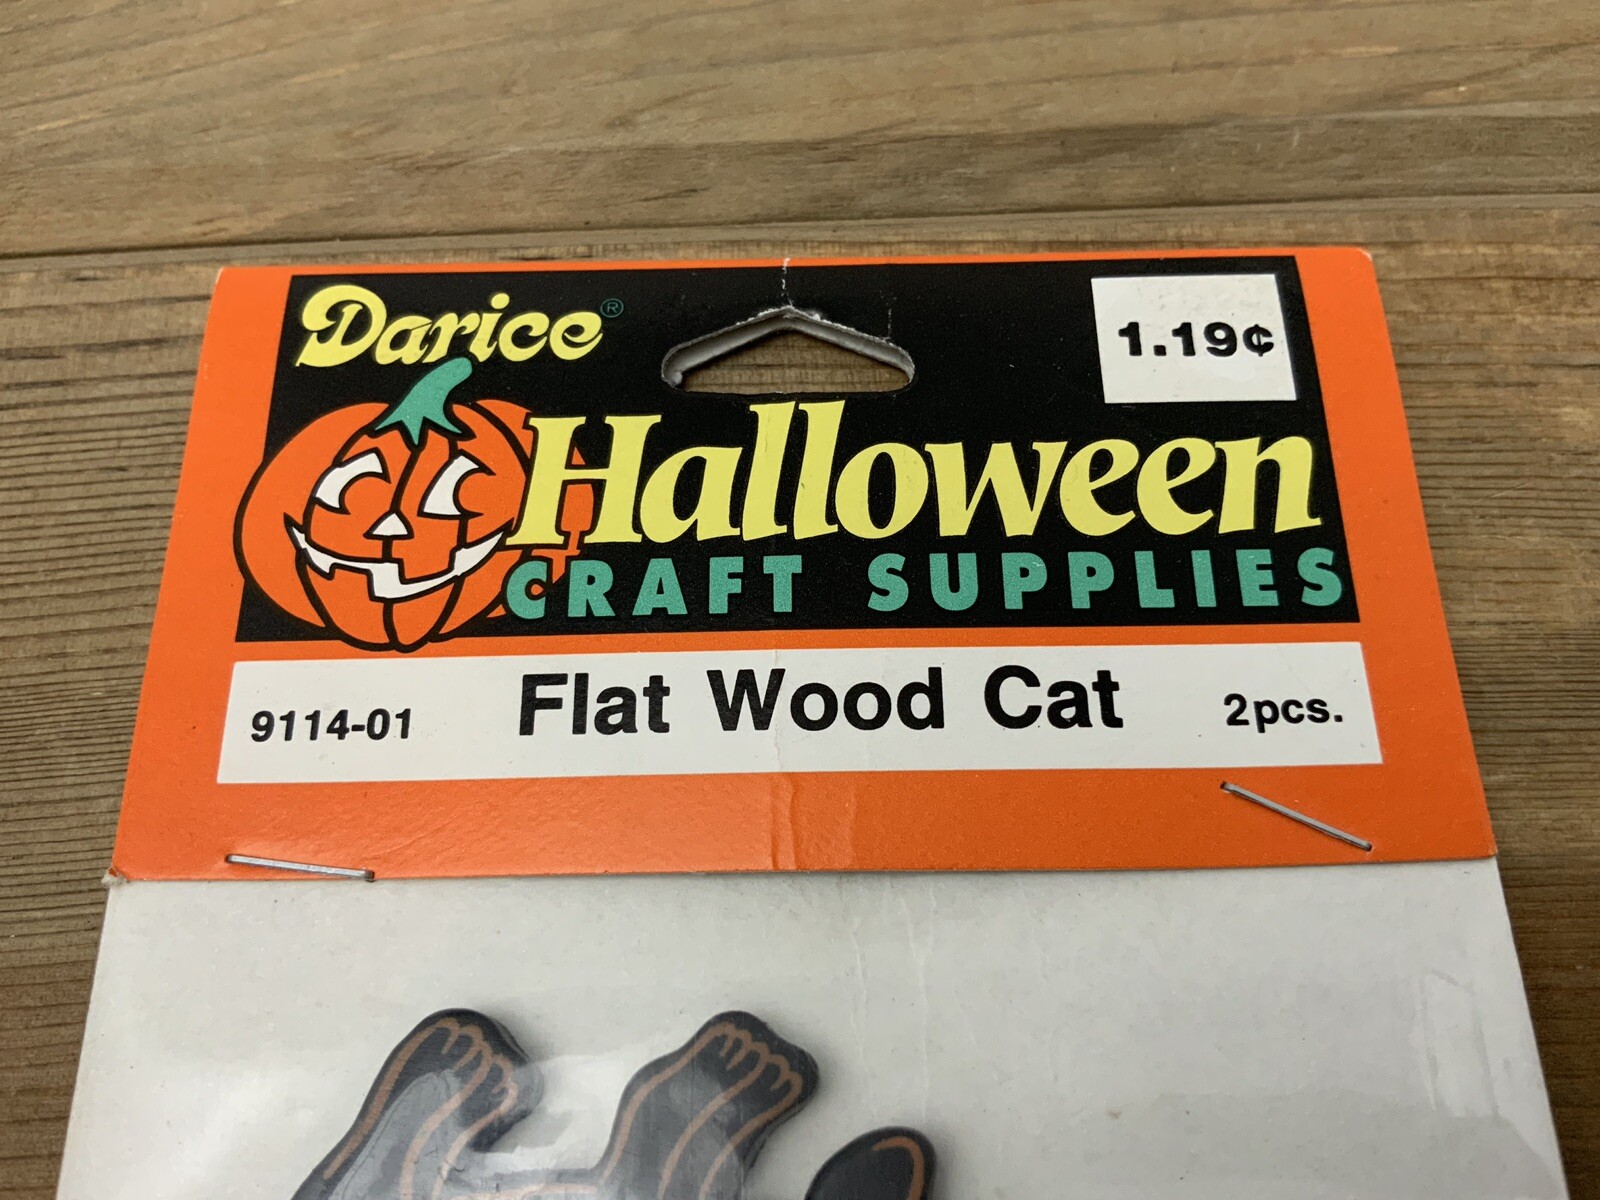 Darice®
1.19¢
Halloween
CRAFT SUPPLIES
9114-01 Flat Wood Cat 2pcs.